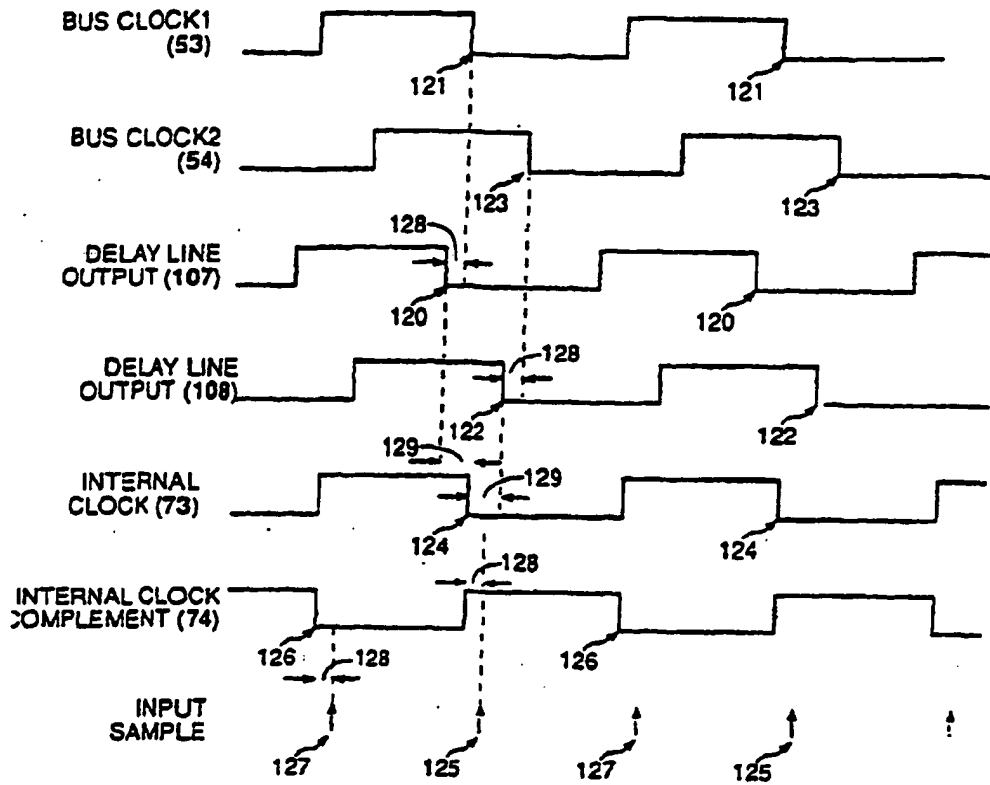 BUS CLOCK1
(53)
121
121
BUS CLOCK2
(54)
123
123
128
DELAY LINE
OUTPUT (107)
120
120
128
DELAY LINE
OUTPUT (108)
122
122
129
129
INTERNAL
CLOCK (73)
124
124
128
INTERNAL CLOCK
COMPLEMENT (74)
126
128
126
INPUT
SAMPLE
127
125
127
125